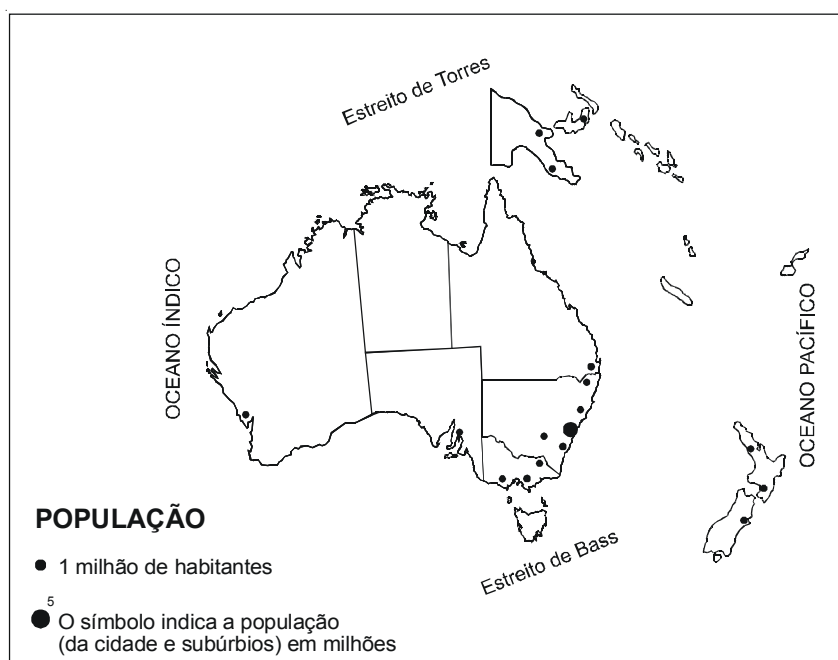 Estreito de Torres
OCEANO ÍNDICO
OCEANO PACÍFICO
Estreito de Bass
POPULAÇÃO
1 milhão de habitantes
5
O símbolo indica a população
(da cidade e subúrbios) em milhões